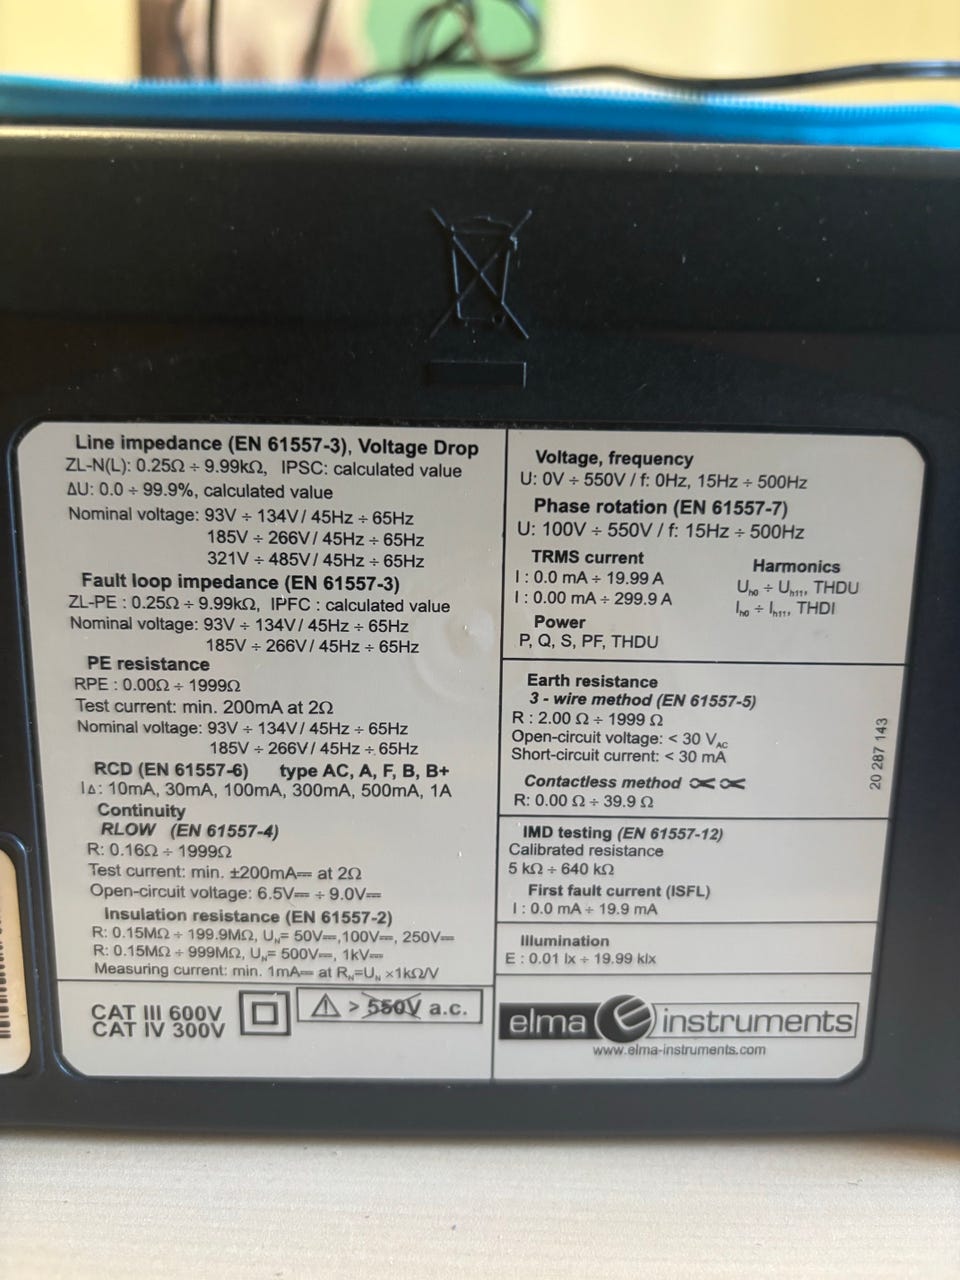 Line impedance (EN 61557-3), Voltage Drop
ZL-N(L): 0.25Ω ÷ 9.99kΩ, IPSC: calculated value
ΔU: 0.0 ÷ 99.9%, calculated value
Nominal voltage: 93V ÷ 134V / 45Hz ÷ 65Hz
185V ÷ 266V / 45Hz ÷ 65Hz
321V ÷ 485V / 45Hz ÷ 65Hz
Fault loop impedance (EN 61557-3)
ZL-PE : 0.25Ω ÷ 9.99kΩ, IPFC : calculated value
Nominal voltage: 93V ÷ 134V / 45Hz ÷ 65Hz
185V ÷ 266V / 45Hz ÷ 65Hz
PE resistance
RPE : 0.00Ω ÷ 1999Ω
Test current: min. 200mA at 2Ω
Nominal voltage: 93V ÷ 134V / 45Hz ÷ 65Hz
185V ÷ 266V / 45Hz ÷ 65Hz
RCD (EN 61557-6) type AC, A, F, B, B+
IΔ: 10mA, 30mA, 100mA, 300mA, 500mA, 1A
Continuity
RLOW (EN 61557-4)
R: 0.16Ω ÷ 1999Ω
Test current: min. ±200mA⎓ at 2Ω
Open-circuit voltage: 6.5V⎓ ÷ 9.0V⎓
Insulation resistance (EN 61557-2)
R: 0.15MΩ ÷ 199.9MΩ, UN= 50V⎓,100V⎓, 250V⎓
R: 0.15MΩ ÷ 999MΩ, UN= 500V⎓, 1kV⎓
Measuring current: min. 1mA⎓ at RN=UN ×1kΩ/V
CAT III 600V
CAT IV 300V
⚠ > 550V a.c.
Voltage, frequency
U: 0V ÷ 550V / f: 0Hz, 15Hz ÷ 500Hz
Phase rotation (EN 61557-7)
U: 100V ÷ 550V / f: 15Hz ÷ 500Hz
TRMS current
I : 0.0 mA ÷ 19.99 A
I : 0.00 mA ÷ 299.9 A
Harmonics
Uh0 ÷ Uh11, THDU
Ih0 ÷ Ih11, THDI
Power
P, Q, S, PF, THDU
Earth resistance
3 - wire method (EN 61557-5)
R : 2.00 Ω ÷ 1999 Ω
Open-circuit voltage: < 30 VAC
Short-circuit current: < 30 mA
Contactless method
R: 0.00 Ω ÷ 39.9 Ω
20 287 143
IMD testing (EN 61557-12)
Calibrated resistance
5 kΩ ÷ 640 kΩ
First fault current (ISFL)
I : 0.0 mA ÷ 19.9 mA
Illumination
E : 0.01 lx ÷ 19.99 klx
elma instruments
www.elma-instruments.com